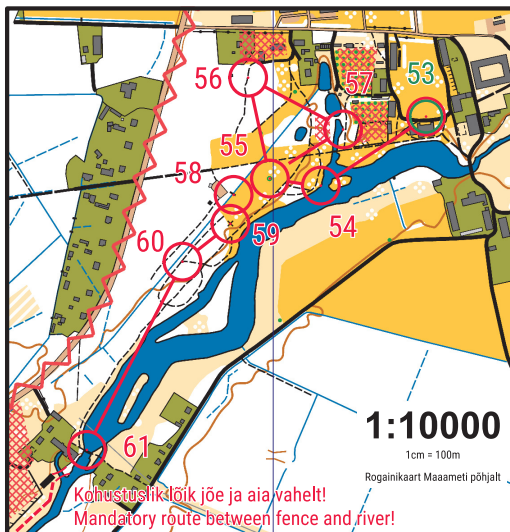 56
57
53
55
58
54
59
60
61
1:10000
1cm = 100m
Rogainikaart Maaameti põhjalt
Kohustuslik lõik jõe ja aia vahelt!
Mandatory route between fence and river!